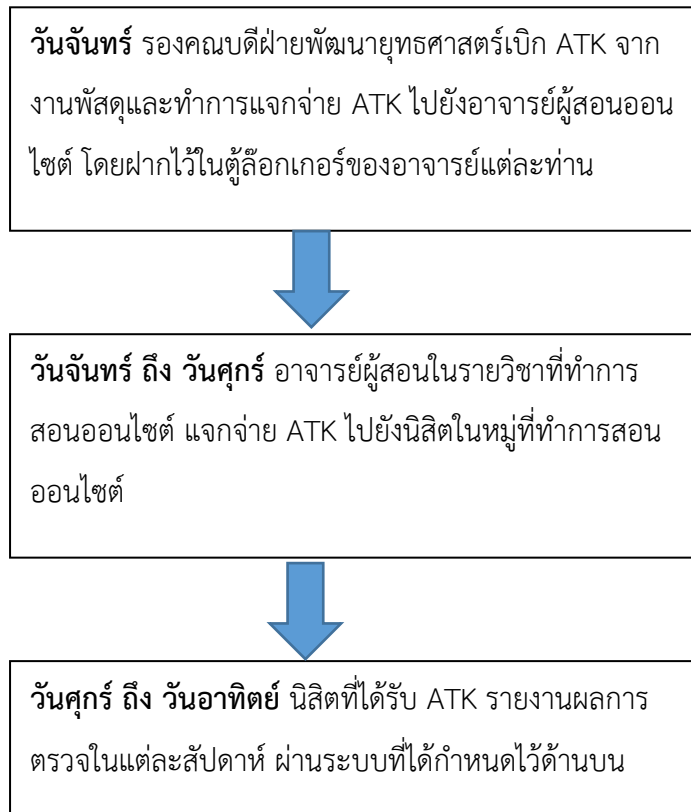 วันจันทร์ รองคณบดีฝ่ายพัฒนายุทธศาสตร์เบิก ATK จาก
งานพัสดุและทำการแจกจ่าย ATK ไปยังอาจารย์ผู้สอนออน
ไซต์ โดยฝากไว้ในตู้ล๊อกเกอร์ของอาจารย์แต่ละท่าน
วันจันทร์ ถึง วันศุกร์ อาจารย์ผู้สอนในรายวิชาที่ทำการ
สอนออนไซต์ แจกจ่าย ATK ไปยังนิสิตในหมู่ที่ทำการสอน
ออนไซต์
วันศุกร์ ถึง วันอาทิตย์ นิสิตที่ได้รับ ATK รายงานผลการ
ตรวจในแต่ละสัปดาห์ ผ่านระบบที่ได้กำหนดไว้ด้านบน